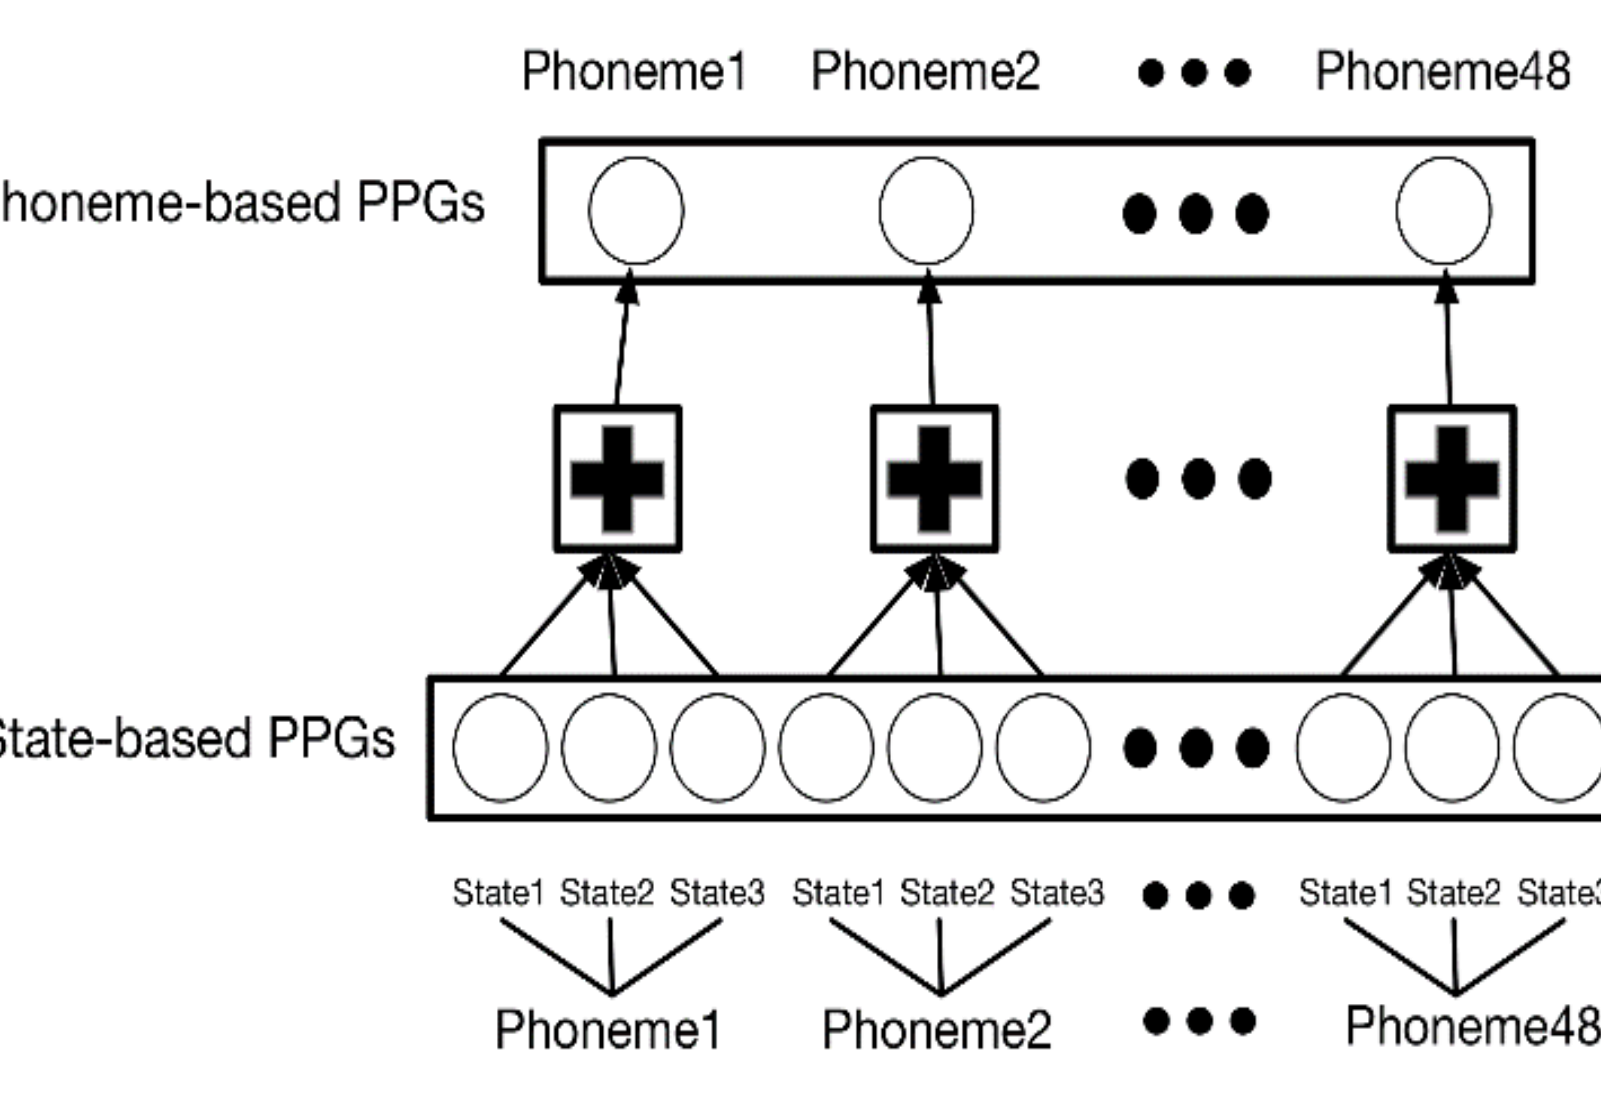 Phoneme1 Phoneme2 ••• Phoneme48
honeme-based PPGs
•••
•••
State-based PPGs •••
State1 State2 State3 State1 State2 State3 ••• State1 State2 State3
Phoneme1 Phoneme2 ••• Phoneme48